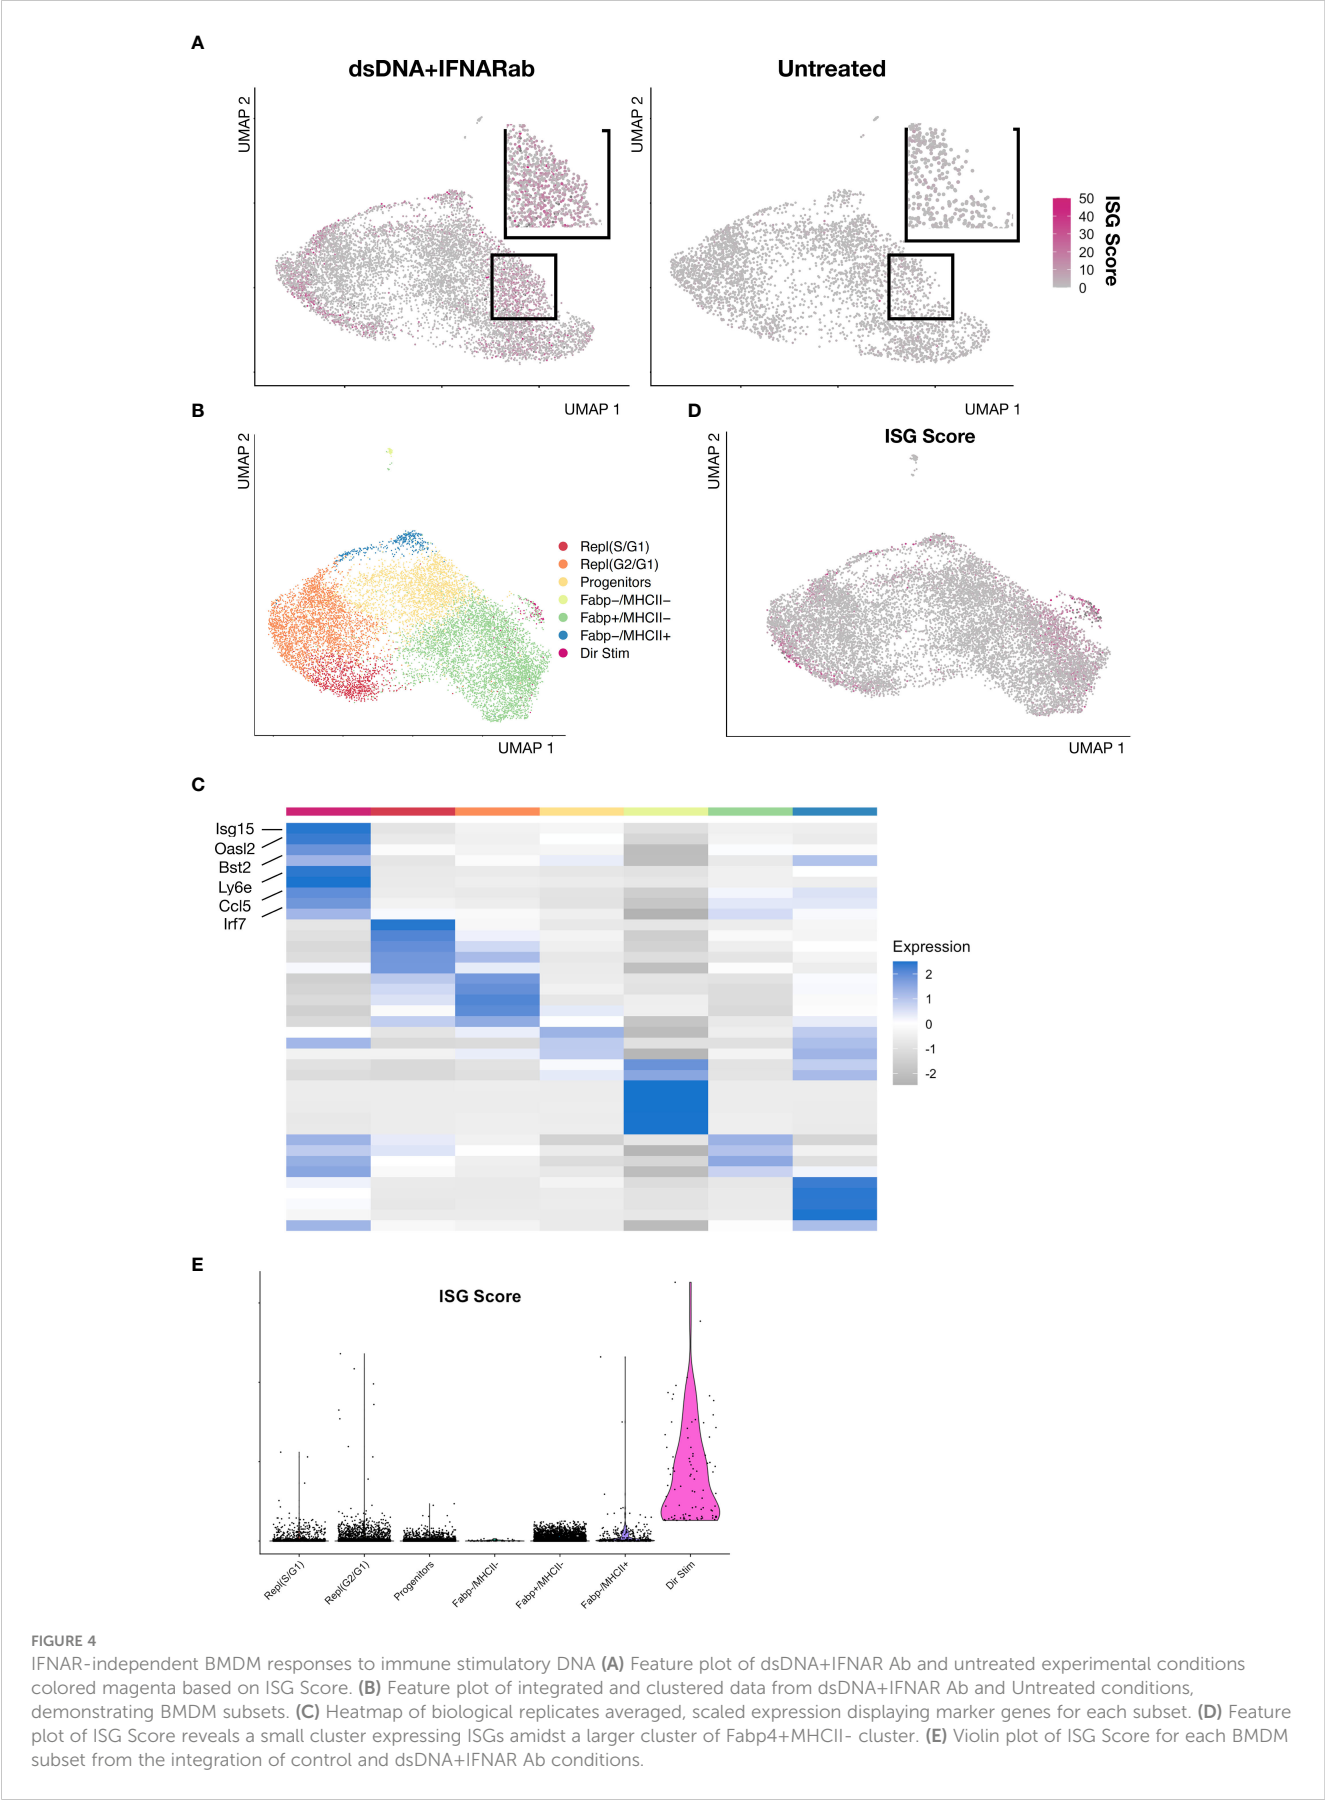 A
dsDNA+IFNARab
Untreated
UMAP 2
UMAP 2
50
40
30
20
10
0
ISG Score
UMAP 1
UMAP 1
B
D
UMAP 2
UMAP 2
ISG Score
Repl(S/G1)
Repl(G2/G1)
Progenitors
Fabp−/MHCII−
Fabp+/MHCII−
Fabp−/MHCII+
Dir Stim
UMAP 1
UMAP 1
C
Isg15
Oasl2
Bst2
Ly6e
Ccl5
Irf7
Expression
2
1
0
-1
-2
E
ISG Score
Repl(S/G1)
Repl(G2/G1)
Progenitors
Fabp-/MHCII-
Fabp+/MHCII-
Fabp-/MHCII+
Dir Stim
FIGURE 4
IFNAR-independent BMDM responses to immune stimulatory DNA (A) Feature plot of dsDNA+IFNAR Ab and untreated experimental conditions
colored magenta based on ISG Score. (B) Feature plot of integrated and clustered data from dsDNA+IFNAR Ab and Untreated conditions,
demonstrating BMDM subsets. (C) Heatmap of biological replicates averaged, scaled expression displaying marker genes for each subset. (D) Feature
plot of ISG Score reveals a small cluster expressing ISGs amidst a larger cluster of Fabp4+MHCII- cluster. (E) Violin plot of ISG Score for each BMDM
subset from the integration of control and dsDNA+IFNAR Ab conditions.